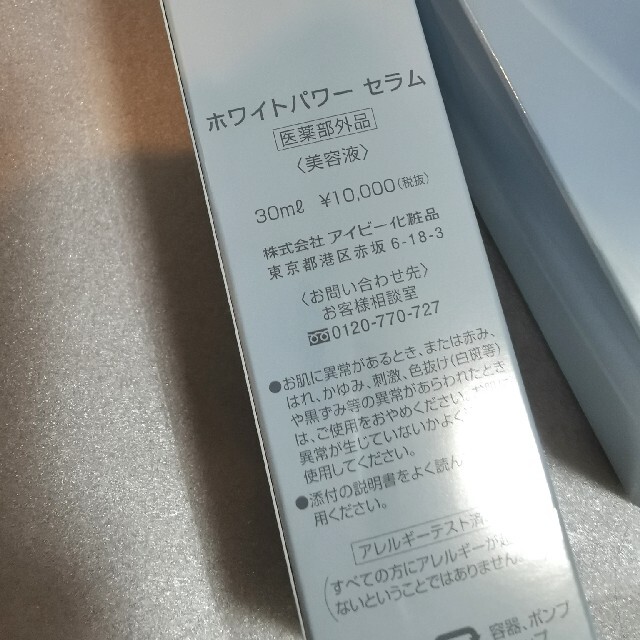 ホワイトパワー セラム
医薬部外品
〈美容液〉
30mℓ ¥10,000(税抜)
株式会社 アイビー化粧品
東京都港区赤坂 6-18-3
〈お問い合わせ先〉
お客様相談室
0120-770-727
●お肌に異常があるとき、または赤み、
はれ、かゆみ、刺激、色抜け(白斑等)
や黒ずみ等の異常があらわれたとき
は、ご使用をおやめください。
異常が生じていないかよく
使用してください。
●添付の説明書をよく読ん
用ください。
アレルギーテスト済
(すべての方にアレルギーが
ないということではありません
容器、ポンプ